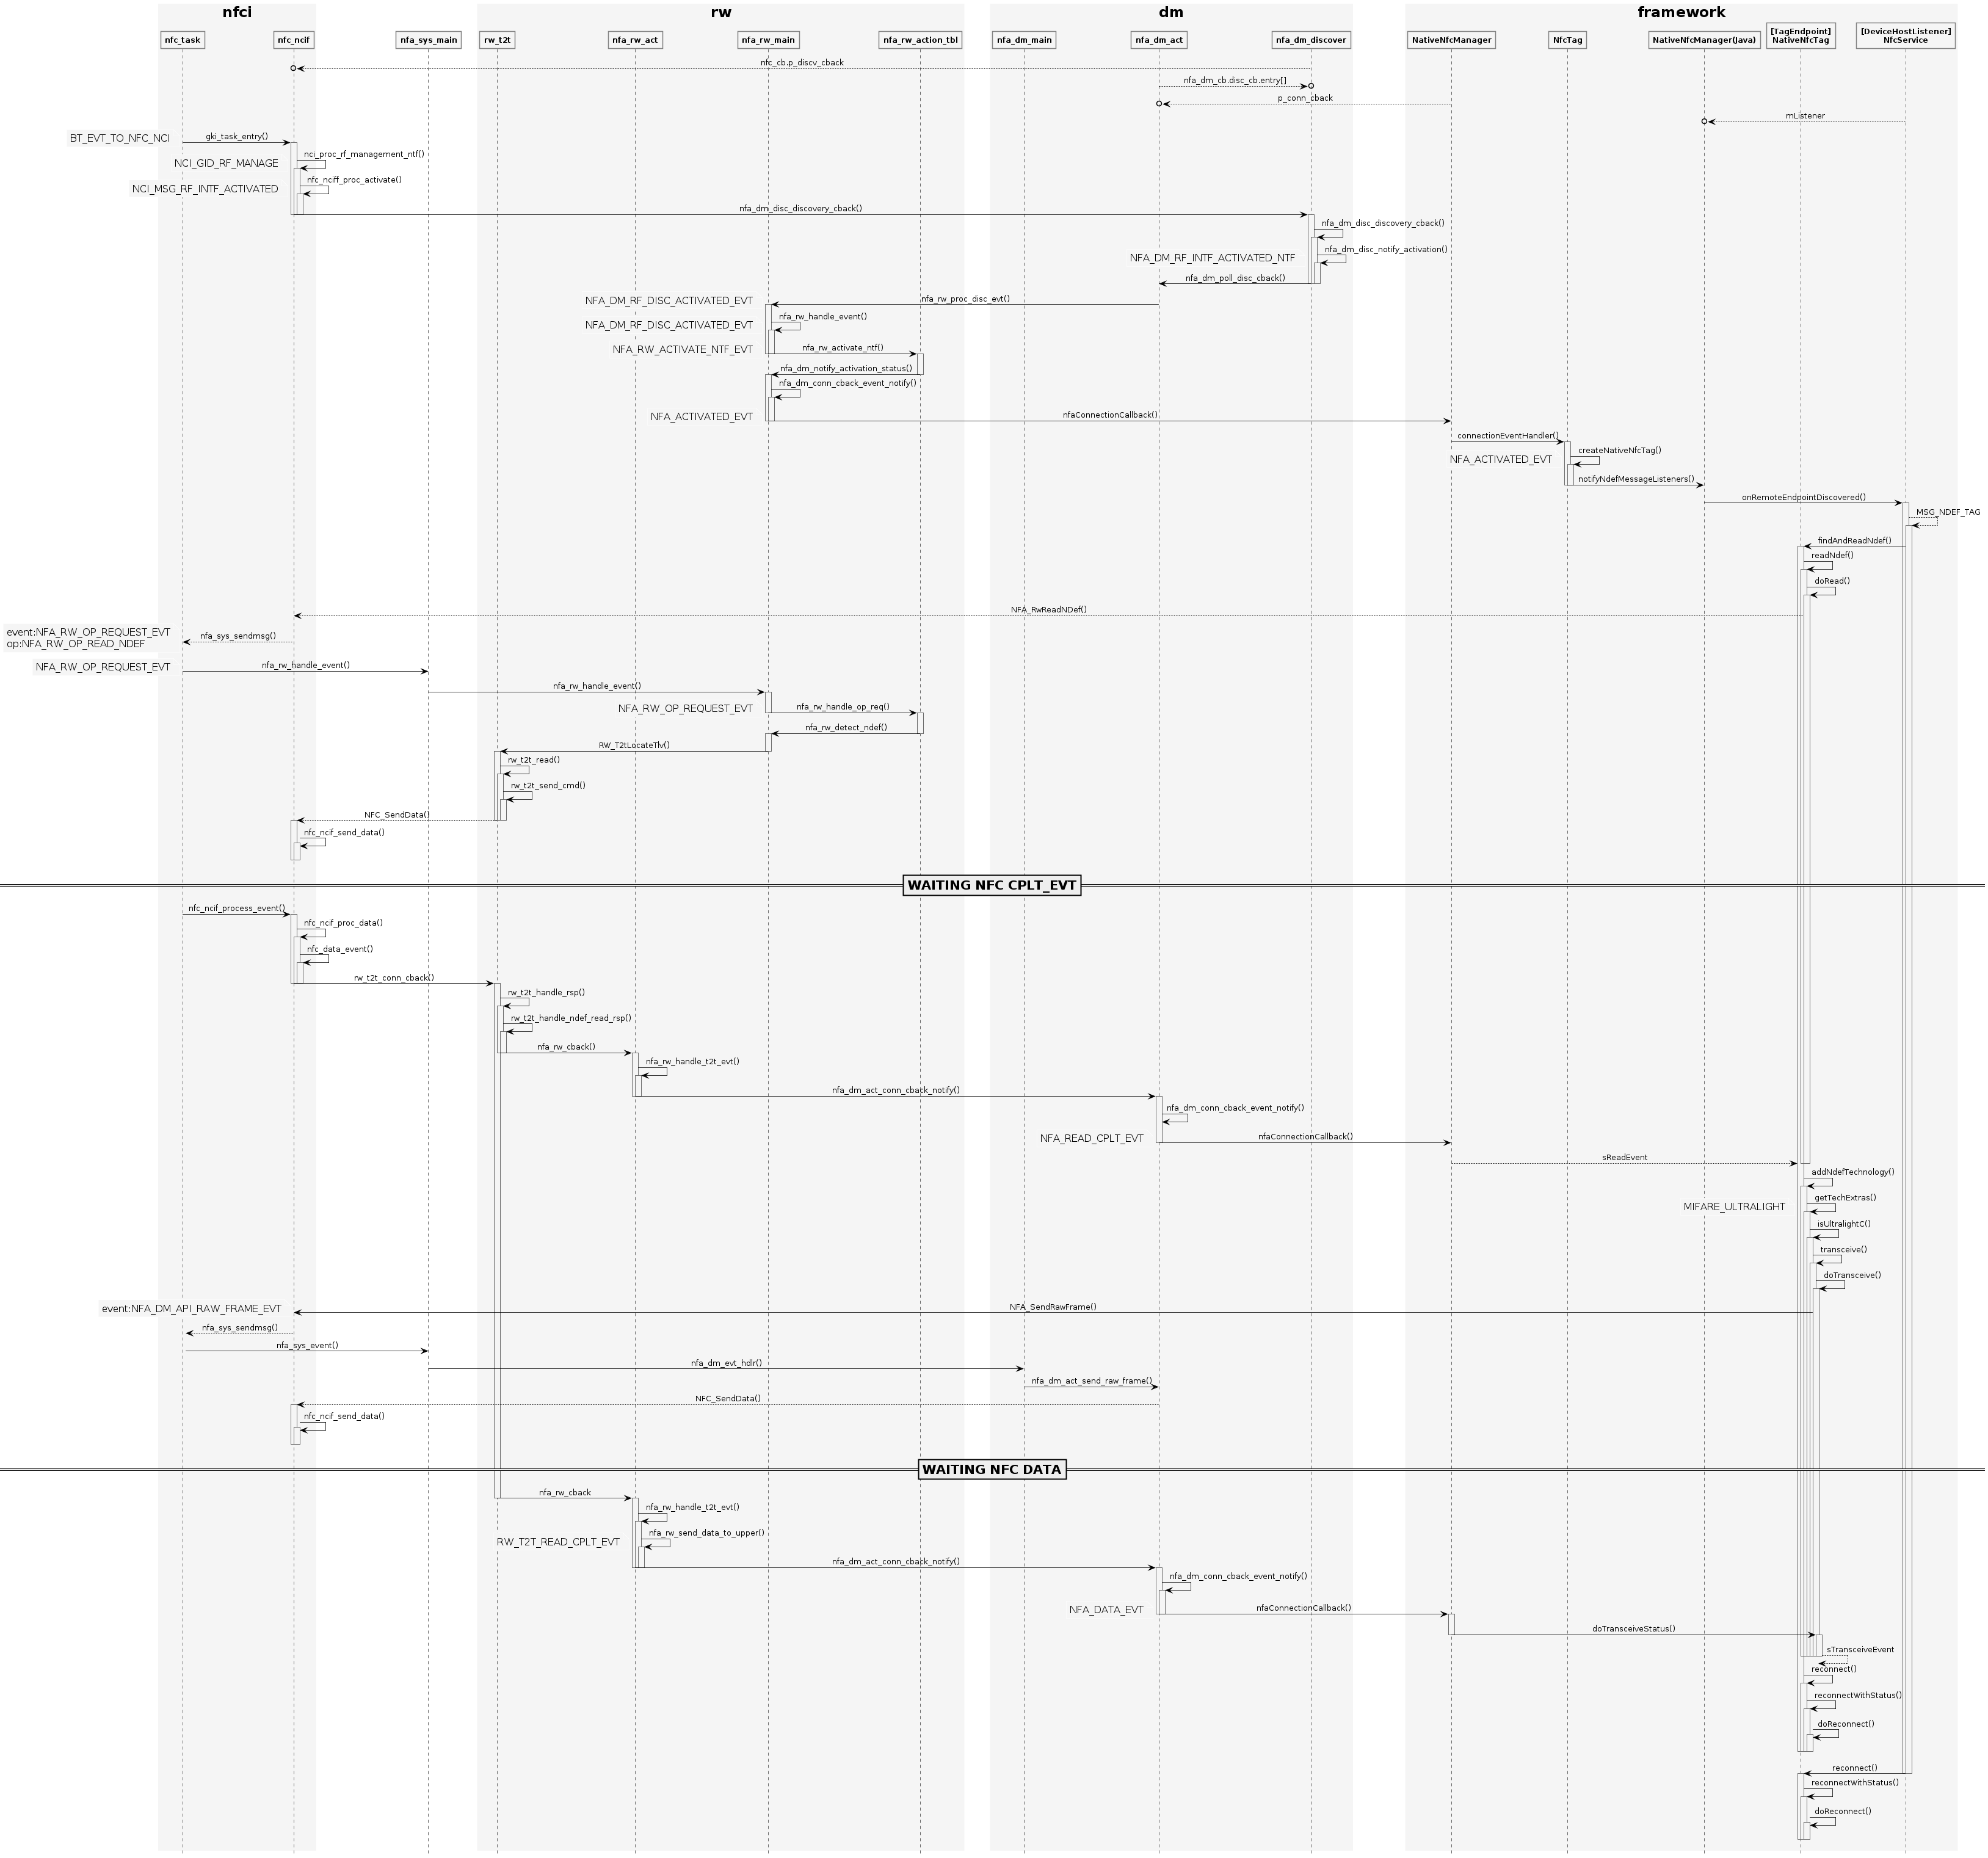 nfci
rw
dm
framework
nfc_task
nfc_ncif
nfa_sys_main
rw_t2t
nfa_rw_act
nfa_rw_main
nfa_rw_action_tbl
nfa_dm_main
nfa_dm_act
nfa_dm_discover
NativeNfcManager
NfcTag
NativeNfcManager(Java)
[TagEndpoint]
NativeNfcTag
[DeviceHostListener]
NfcService
nfc_cb.p_discv_cback
nfa_dm_cb.disc_cb.entry[]
p_conn_cback
mListener
BT_EVT_TO_NFC_NCI
gki_task_entry()
nci_proc_rf_management_ntf()
NCI_GID_RF_MANAGE
nfc_nciff_proc_activate()
NCI_MSG_RF_INTF_ACTIVATED
nfa_dm_disc_discovery_cback()
nfa_dm_disc_discovery_cback()
nfa_dm_disc_notify_activation()
NFA_DM_RF_INTF_ACTIVATED_NTF
nfa_dm_poll_disc_cback()
NFA_DM_RF_DISC_ACTIVATED_EVT
nfa_rw_proc_disc_evt()
nfa_rw_handle_event()
NFA_DM_RF_DISC_ACTIVATED_EVT
NFA_RW_ACTIVATE_NTF_EVT
nfa_rw_activate_ntf()
nfa_dm_notify_activation_status()
nfa_dm_conn_cback_event_notify()
NFA_ACTIVATED_EVT
nfaConnectionCallback()
connectionEventHandler()
createNativeNfcTag()
NFA_ACTIVATED_EVT
notifyNdefMessageListeners()
onRemoteEndpointDiscovered()
MSG_NDEF_TAG
findAndReadNdef()
readNdef()
doRead()
NFA_RwReadNDef()
event:NFA_RW_OP_REQUEST_EVT
op:NFA_RW_OP_READ_NDEF
nfa_sys_sendmsg()
NFA_RW_OP_REQUEST_EVT
nfa_rw_handle_event()
nfa_rw_handle_event()
NFA_RW_OP_REQUEST_EVT
nfa_rw_handle_op_req()
nfa_rw_detect_ndef()
RW_T2tLocateTlv()
rw_t2t_read()
rw_t2t_send_cmd()
NFC_SendData()
nfc_ncif_send_data()
WAITING NFC CPLT_EVT
nfc_ncif_process_event()
nfc_ncif_proc_data()
nfc_data_event()
rw_t2t_conn_cback()
rw_t2t_handle_rsp()
rw_t2t_handle_ndef_read_rsp()
nfa_rw_cback()
nfa_rw_handle_t2t_evt()
nfa_dm_act_conn_cback_notify()
nfa_dm_conn_cback_event_notify()
NFA_READ_CPLT_EVT
nfaConnectionCallback()
sReadEvent
addNdefTechnology()
getTechExtras()
MIFARE_ULTRALIGHT
isUltralightC()
transceive()
doTransceive()
event:NFA_DM_API_RAW_FRAME_EVT
NFA_SendRawFrame()
nfa_sys_sendmsg()
nfa_sys_event()
nfa_dm_evt_hdlr()
nfa_dm_act_send_raw_frame()
NFC_SendData()
nfc_ncif_send_data()
WAITING NFC DATA
nfa_rw_cback
nfa_rw_handle_t2t_evt()
nfa_rw_send_data_to_upper()
RW_T2T_READ_CPLT_EVT
nfa_dm_act_conn_cback_notify()
nfa_dm_conn_cback_event_notify()
NFA_DATA_EVT
nfaConnectionCallback()
doTransceiveStatus()
sTransceiveEvent
reconnect()
reconnectWithStatus()
doReconnect()
reconnect()
reconnectWithStatus()
doReconnect()